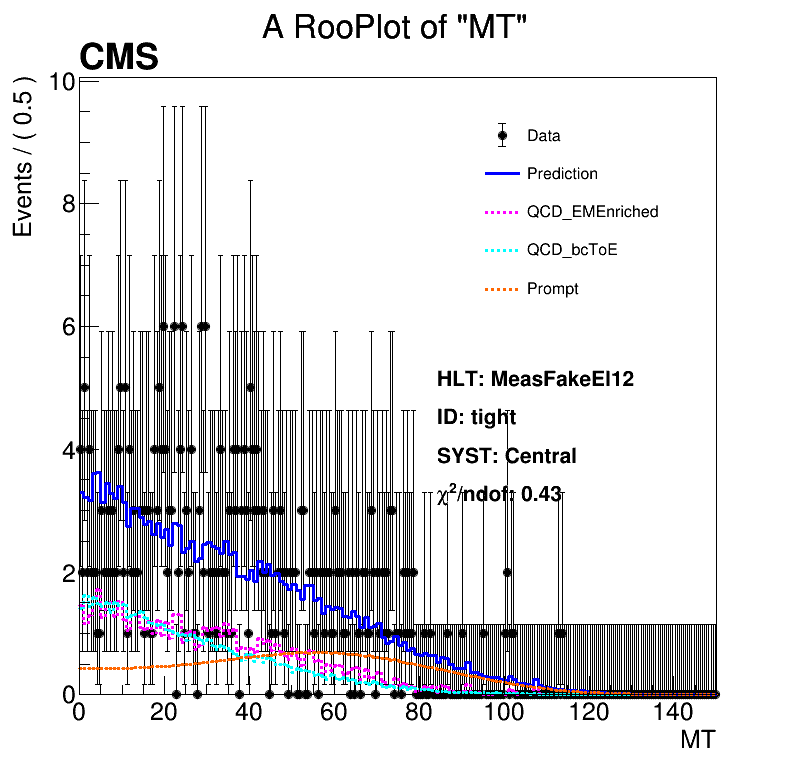 A RooPlot of "MT"
CMS
Events / ( 0.5 )
10
8
6
4
2
0
Data
Prediction
QCD_EMEnriched
QCD_bcToE
Prompt
HLT: MeasFakeEl12
ID: tight
SYST: Central
χ²/ndof: 0.43
0 20 40 60 80 100 120 140
MT